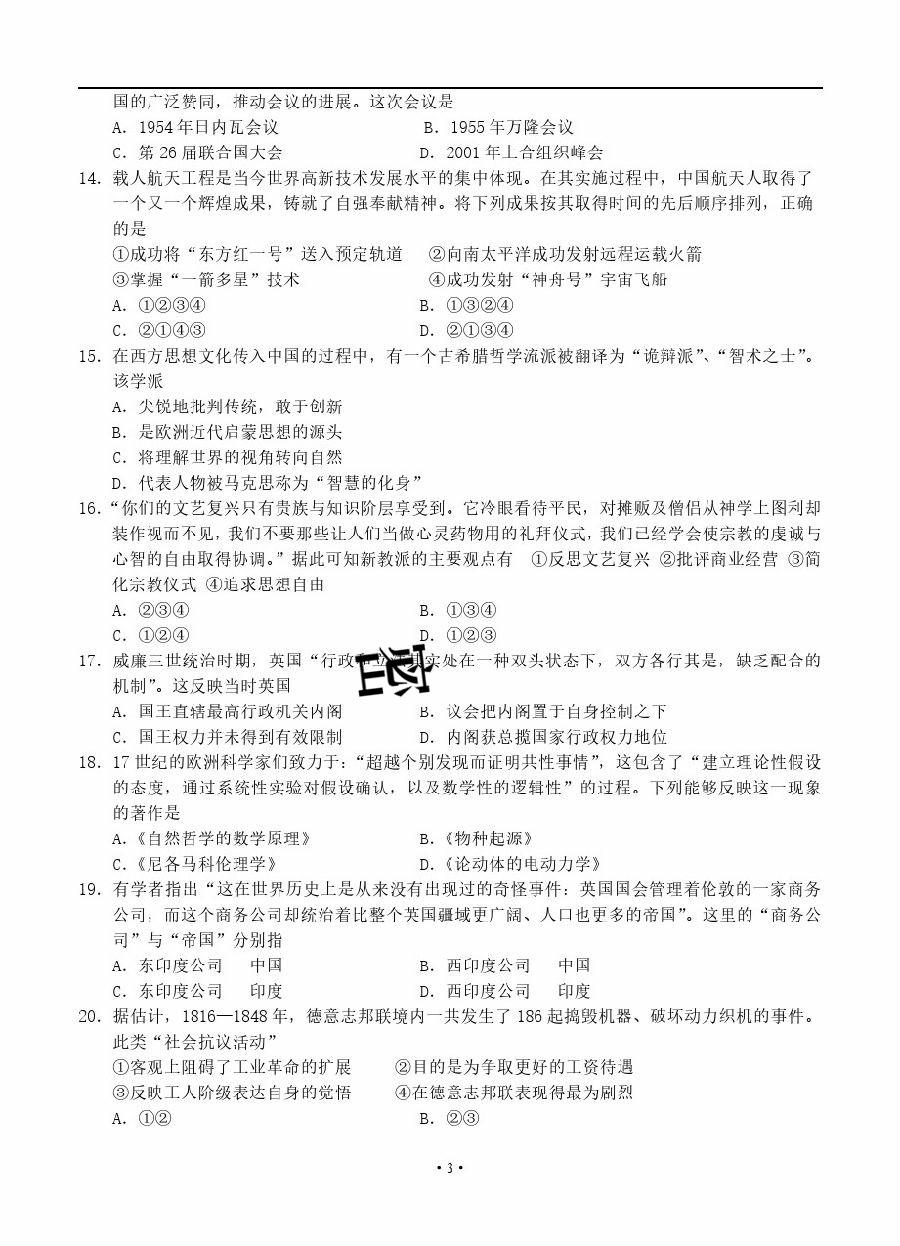 国的广泛赞同，推动会议的进展。这次会议是
A．1954年日内瓦会议 B．1955年万隆会议
C．第26届联合国大会 D．2001年上合组织峰会
14．载人航天工程是当今世界高新技术发展水平的集中体现。在其实施过程中，中国航天人取得了
一个又一个辉煌成果，铸就了自强奉献精神。将下列成果按其取得时间的先后顺序排列，正确
的是
①成功将“东方红一号”送入预定轨道 ②向南太平洋成功发射远程运载火箭
③掌握“一箭多星”技术 ④成功发射“神舟号”宇宙飞船
A．①②③④ B．①③②④
C．②①④③ D．②①③④
15．在西方思想文化传入中国的过程中，有一个古希腊哲学流派被翻译为“诡辩派”、“智术之士”。
该学派
A．尖锐地批判传统，敢于创新
B．是欧洲近代启蒙思想的源头
C．将理解世界的视角转向自然
D．代表人物被马克思称为“智慧的化身”
16．“你们的文艺复兴只有贵族与知识阶层享受到。它冷眼看待平民，对摊贩及僧侣从神学上图利却
装作视而不见，我们不要那些让人们当做心灵药物用的礼拜仪式，我们已经学会使宗教的虔诚与
心智的自由取得协调。”据此可知新教派的主要观点有 ①反思文艺复兴 ②批评商业经营 ③简
化宗教仪式 ④追求思想自由
A．②③④ B．①③④
C．①②④ D．①②③
17．威廉三世统治时期，英国“行政和立法其实处在一种双头状态下，双方各行其是，缺乏配合的
机制”。这反映当时英国
A．国王直辖最高行政机关内阁 B．议会把内阁置于自身控制之下
C．国王权力并未得到有效限制 D．内阁获总揽国家行政权力地位
18．17世纪的欧洲科学家们致力于：“超越个别发现而证明共性事情”，这包含了“建立理论性假设
的态度，通过系统性实验对假设确认，以及数学性的逻辑性”的过程。下列能够反映这一现象
的著作是
A．《自然哲学的数学原理》 B．《物种起源》
C．《尼各马科伦理学》 D．《论动体的电动力学》
19．有学者指出“这在世界历史上是从来没有出现过的奇怪事件：英国国会管理着伦敦的一家商务
公司；而这个商务公司却统治着比整个英国疆域更广阔、人口也更多的帝国”。这里的“商务公
司”与“帝国”分别指
A．东印度公司 中国 B．西印度公司 中国
C．东印度公司 印度 D．西印度公司 印度
20．据估计，1816—1848年，德意志邦联境内一共发生了186起捣毁机器、破坏动力织机的事件。
此类“社会抗议活动”
①客观上阻碍了工业革命的扩展 ②目的是为争取更好的工资待遇
③反映工人阶级表达自身的觉悟 ④在德意志邦联表现得最为剧烈
A．①② B．②③
·3·